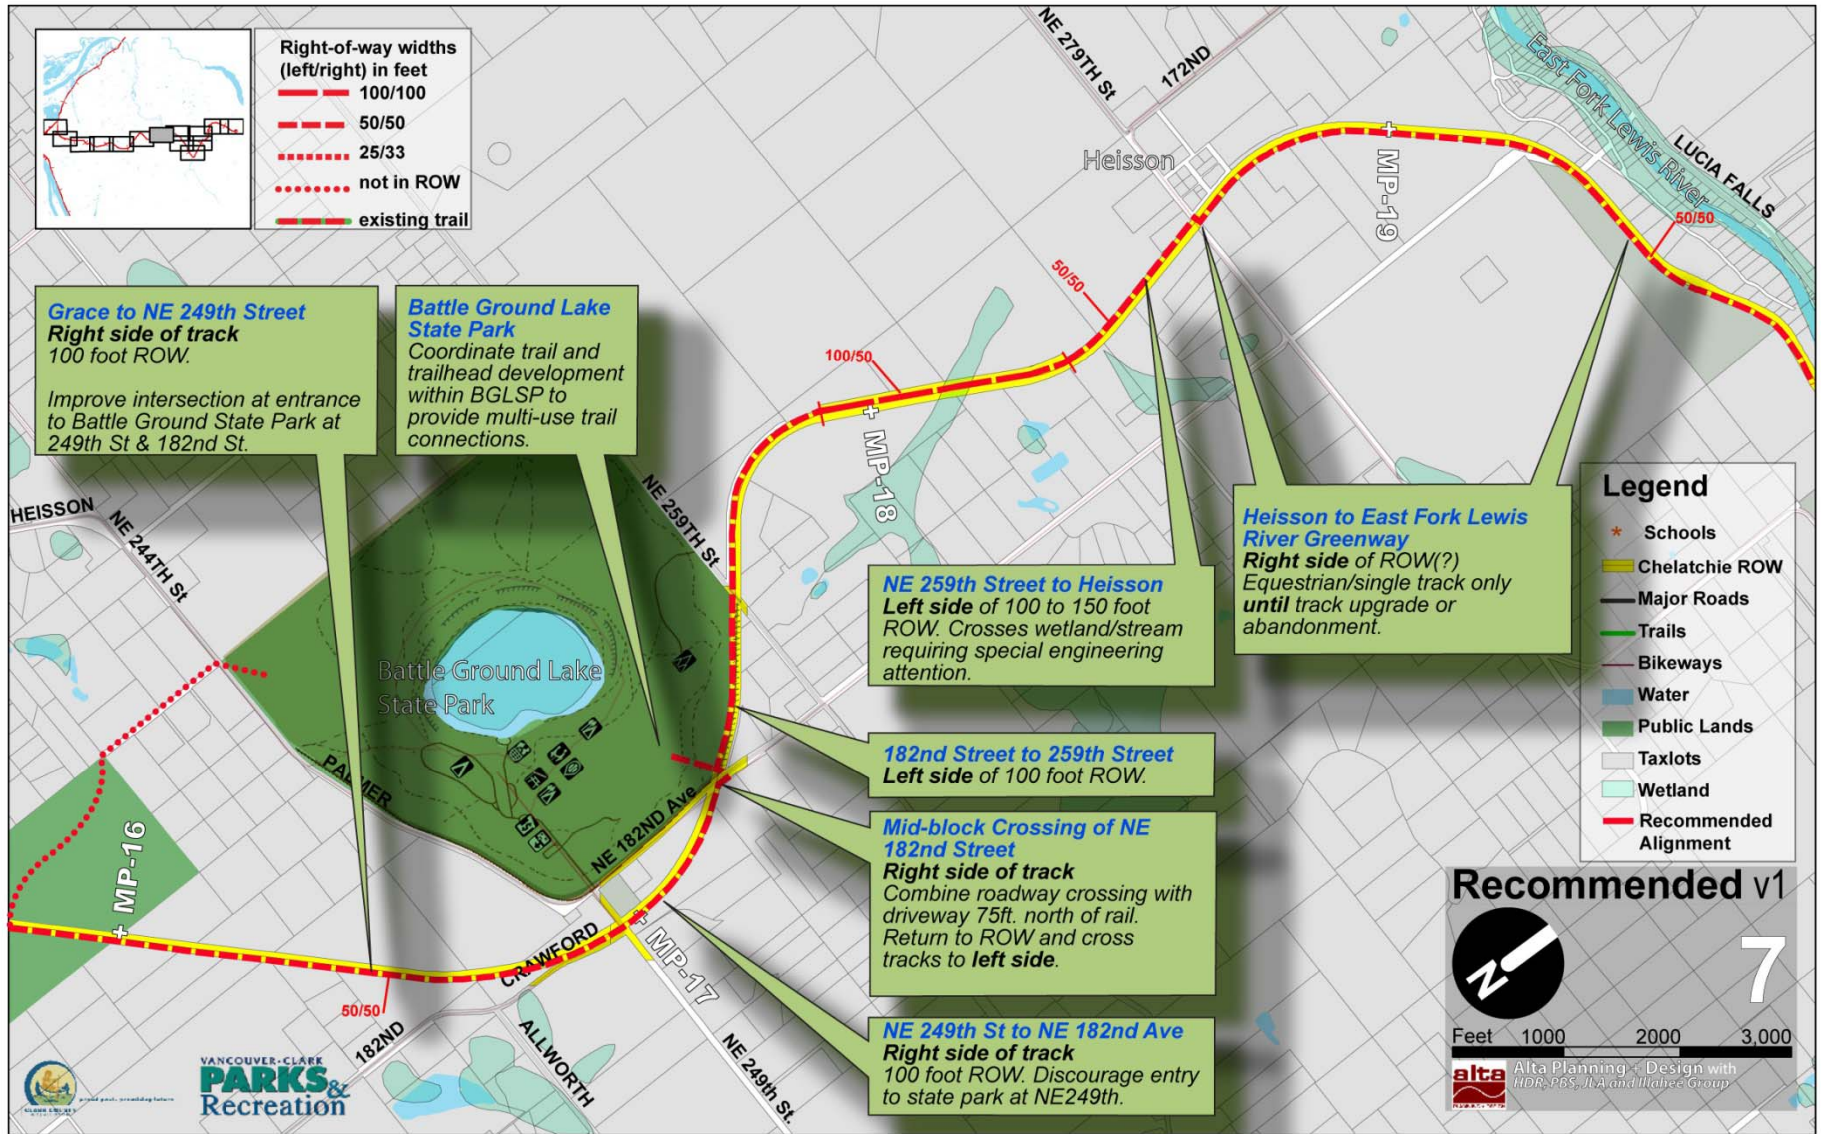 Right-of-way widths
(left/right) in feet
100/100
50/50
25/33
not in ROW
existing trail
NE 279TH St
172ND
Heisson
MP-19
East Fork Lewis River
LUCIA FALLS
50/50
50/50
100/50
MP-18
Grace to NE 249th Street
Right side of track
100 foot ROW.
Improve intersection at entrance
to Battle Ground State Park at
249th St & 182nd St.
Battle Ground Lake
State Park
Coordinate trail and
trailhead development
within BGLSP to
provide multi-use trail
connections.
HEISSON
NE 244TH St
NE 259TH St
Battle Ground Lake
State Park
PALMER
NE 182ND Ave
MP-16
50/50
CRAWFORD
MP-17
182ND
ALLWORTH
NE 249th St.
NE 259th Street to Heisson
Left side of 100 to 150 foot
ROW. Crosses wetland/stream
requiring special engineering
attention.
Heisson to East Fork Lewis
River Greenway
Right side of ROW(?)
Equestrian/single track only
until track upgrade or
abandonment.
182nd Street to 259th Street
Left side of 100 foot ROW.
Mid-block Crossing of NE
182nd Street
Right side of track
Combine roadway crossing with
driveway 75ft. north of rail.
Return to ROW and cross
tracks to left side.
NE 249th St to NE 182nd Ave
Right side of track
100 foot ROW. Discourage entry
to state park at NE249th.
Legend
* Schools
Chelatchie ROW
Major Roads
Trails
Bikeways
Water
Public Lands
Taxlots
Wetland
Recommended
Alignment
Recommended v1
N
7
Feet 1000 2000 3,000
alta
Alta Planning + Design with
HDR, PBS, JLA and Illahee Group
VANCOUVER-CLARK
PARKS &
Recreation